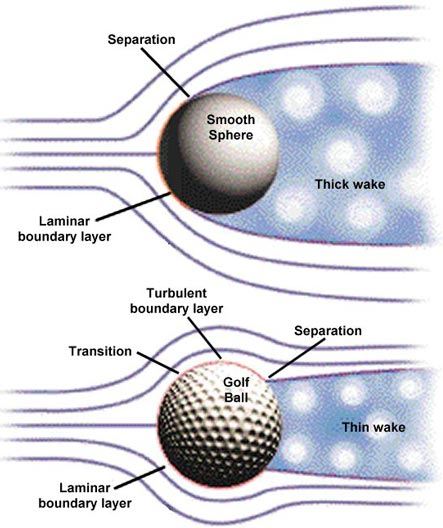 Separation
Smooth
Sphere
Thick wake
Laminar
boundary layer
Turbulent
boundary layer
Separation
Transition
Golf
Ball
Thin wake
Laminar
boundary layer